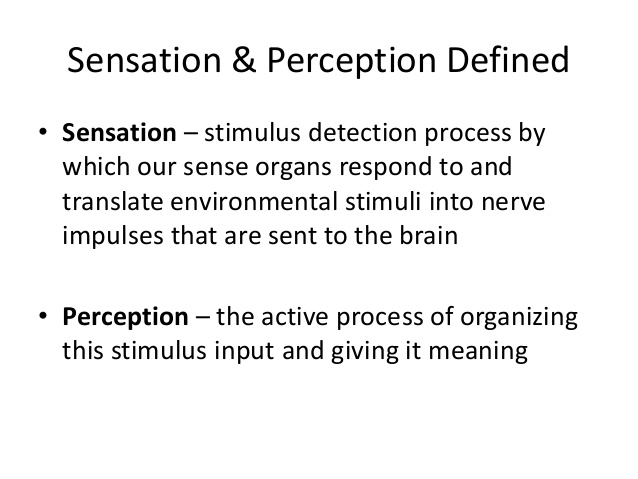 Sensation & Perception Defined
• Sensation – stimulus detection process by
which our sense organs respond to and
translate environmental stimuli into nerve
impulses that are sent to the brain
• Perception – the active process of organizing
this stimulus input and giving it meaning